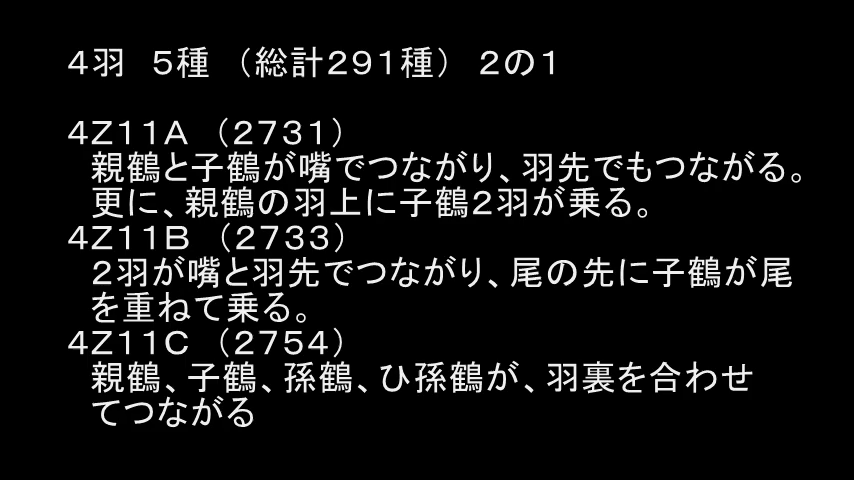 ４羽　５種　（総計２９１種）　２の１
４Ｚ１１Ａ　（２７３１）
親鶴と子鶴が嘴でつながり、羽先でもつながる。
更に、親鶴の羽上に子鶴２羽が乗る。
４Ｚ１１Ｂ　（２７３３）
２羽が嘴と羽先でつながり、尾の先に子鶴が尾
を重ねて乗る。
４Ｚ１１Ｃ　（２７５４）
親鶴、子鶴、孫鶴、ひ孫鶴が、羽裏を合わせ
てつながる